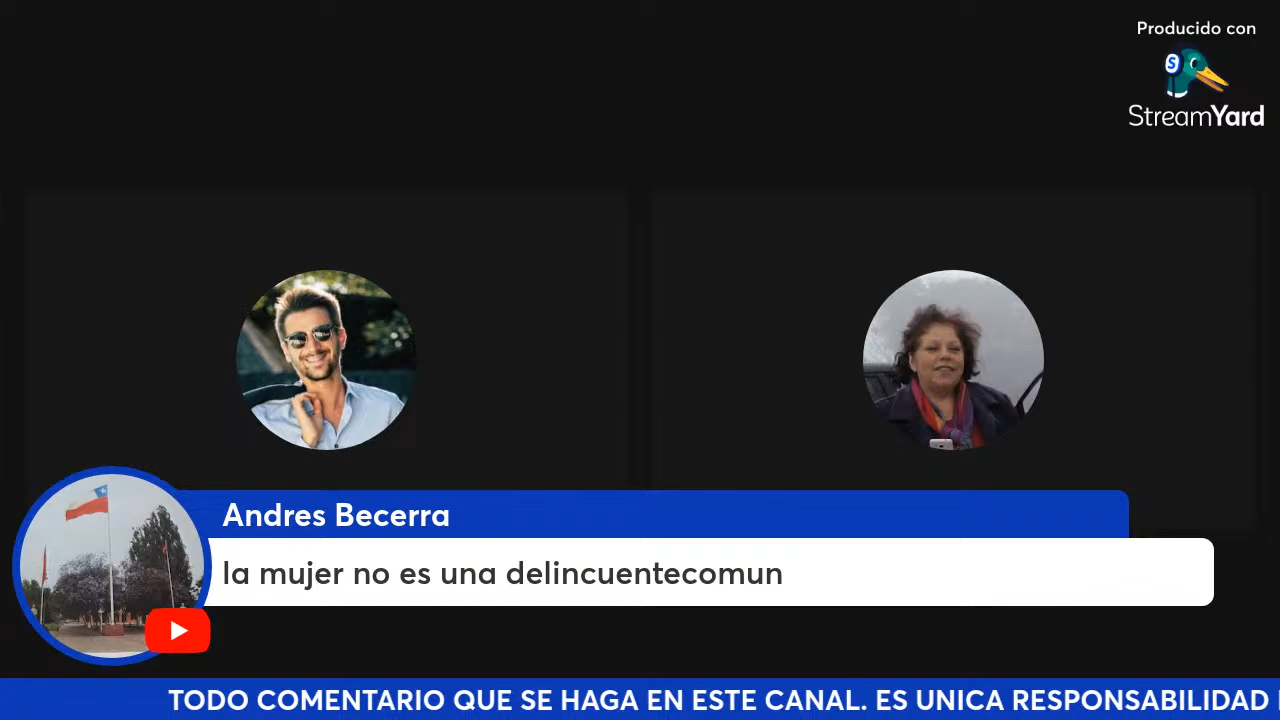 Producido con
S
StreamYard
Andres Becerra
la mujer no es una delincuentecomun
TODO COMENTARIO QUE SE HAGA EN ESTE CANAL. ES UNICA RESPONSABILIDAD